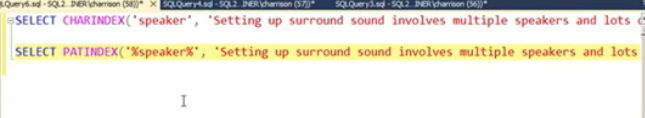 LQuery6.sql - SQL2...INER\charrison (58))* × SQLQuery4.sql - SQL2...INER\charrison (57))* SQLQuery3.sql - SQL2...INER\charrison (56))*
SELECT CHARINDEX('speaker', 'Setting up surround sound involves multiple speakers and lots
SELECT PATINDEX('%speaker%', 'Setting up surround sound involves multiple speakers and lots